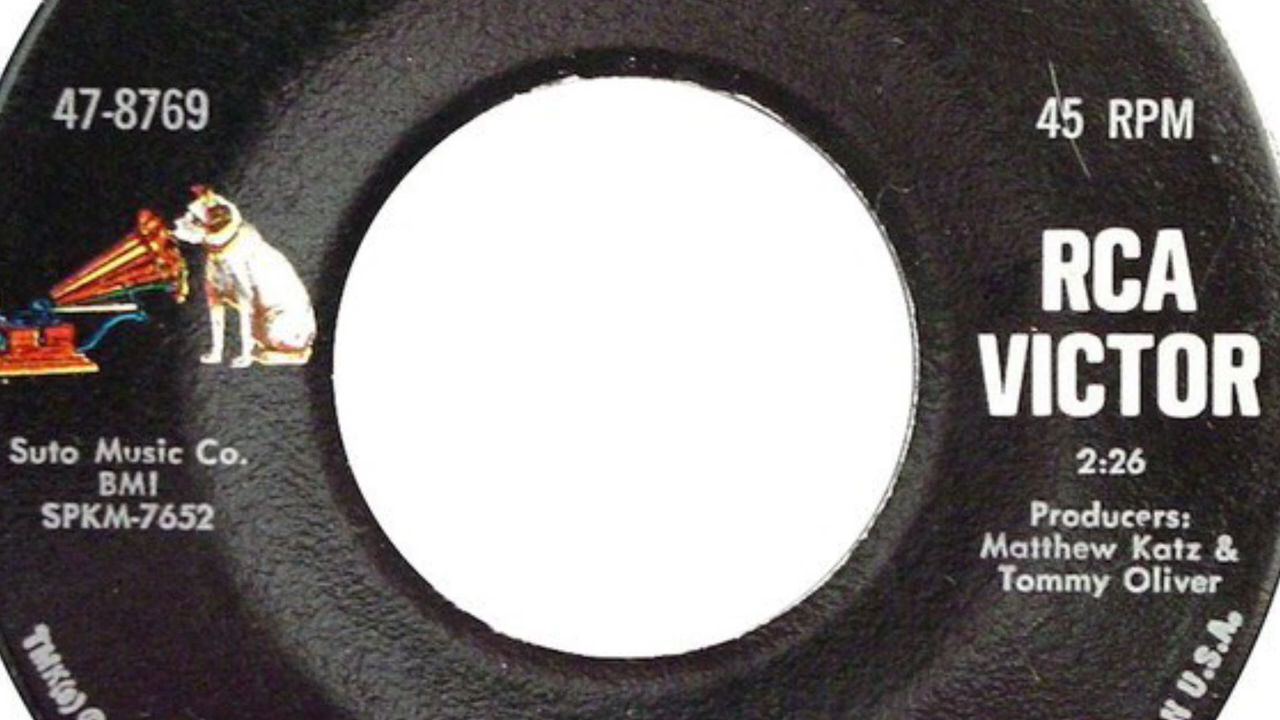 47-8769
45 RPM
RCA
VICTOR
Suto Music Co.
BMI
SPKM-7652
2:26
Producers:
Matthew Katz &
Tommy Oliver
TMK(s)
U.S.A.